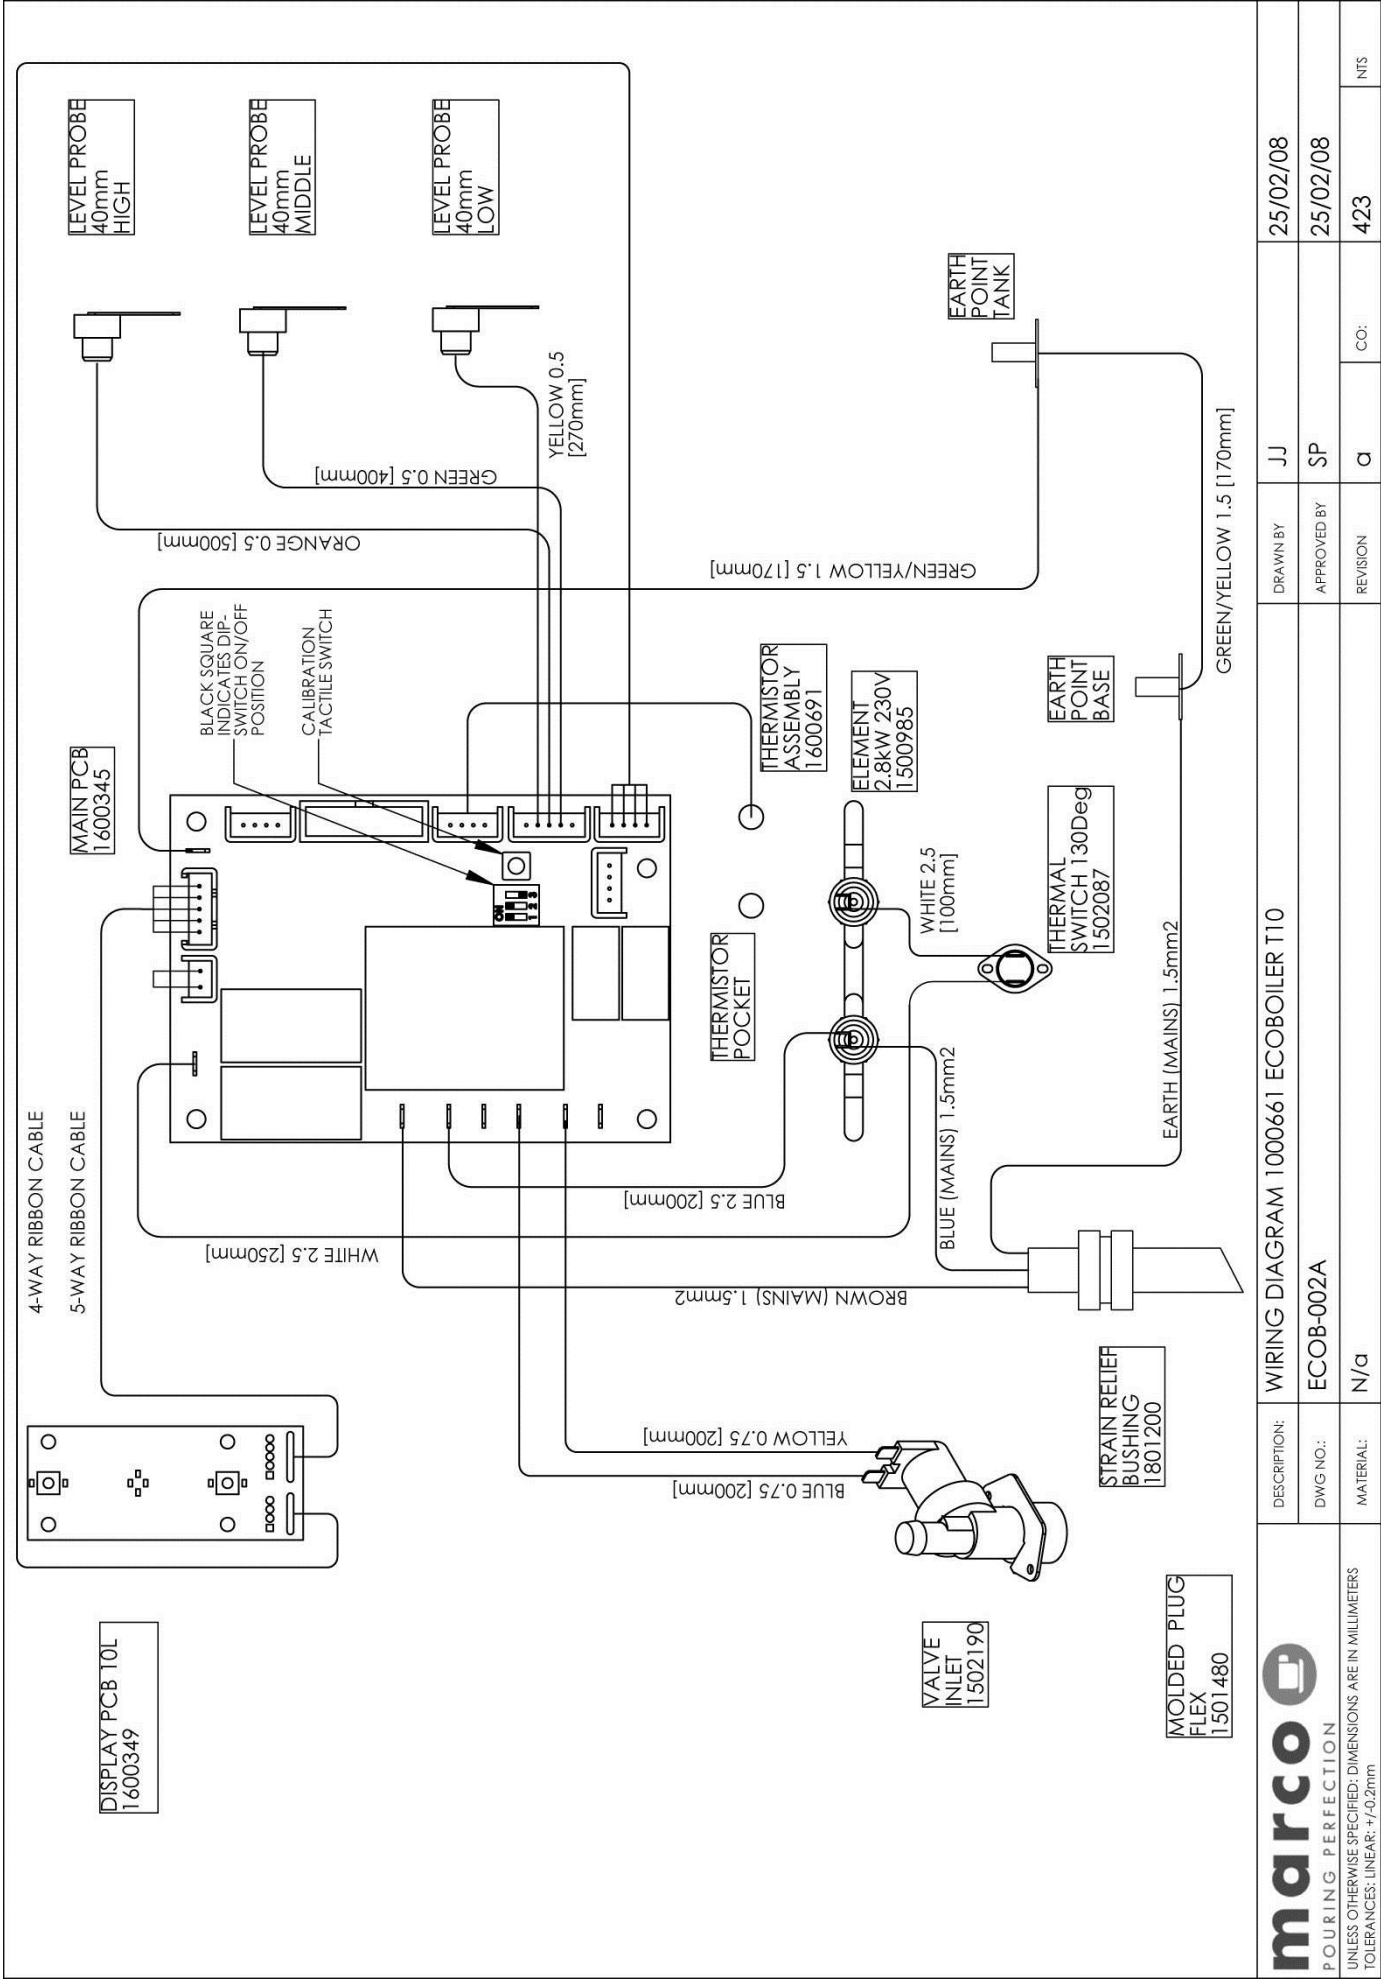 DISPLAY PCB 10L
1600349
4-WAY RIBBON CABLE
5-WAY RIBBON CABLE
MAIN PCB
1600345
LEVEL PROBE
40mm
HIGH
LEVEL PROBE
40mm
MIDDLE
LEVEL PROBE
40mm
LOW
BLACK SQUARE
INDICATES DIP-
SWITCH ON/OFF
POSITION
CALIBRATION
TACTILE SWITCH
ORANGE 0.5 [500mm]
GREEN 0.5 [400mm]
YELLOW 0.5
[270mm]
ON
1 2 3
WHITE 2.5 [250mm]
BLUE 2.5 [200mm]
BROWN (MAINS) 1.5mm2
YELLOW 0.75 [200mm]
BLUE 0.75 [200mm]
GREEN/YELLOW 1.5 [170mm]
THERMISTOR
POCKET
THERMISTOR
ASSEMBLY
1600691
ELEMENT
2.8kW 230V
1500985
WHITE 2.5
[100mm]
BLUE (MAINS) 1.5mm2
THERMAL
SWITCH 130Deg
1502087
EARTH
POINT
TANK
EARTH
POINT
BASE
EARTH (MAINS) 1.5mm2
GREEN/YELLOW 1.5 [170mm]
VALVE
INLET
1502190
STRAIN RELIEF
BUSHING
1801200
MOLDED PLUG
FLEX
1501480
marco
POURING PERFECTION
UNLESS OTHERWISE SPECIFIED: DIMENSIONS ARE IN MILLIMETERS
TOLERANCES: LINEAR: +/-0.2mm
DESCRIPTION: WIRING DIAGRAM 1000661 ECOBOILER T10 DRAWN BY JJ 25/02/08
DWG NO.: ECOB-002A APPROVED BY SP 25/02/08
MATERIAL: N/a REVISION a CO: 423 NTS